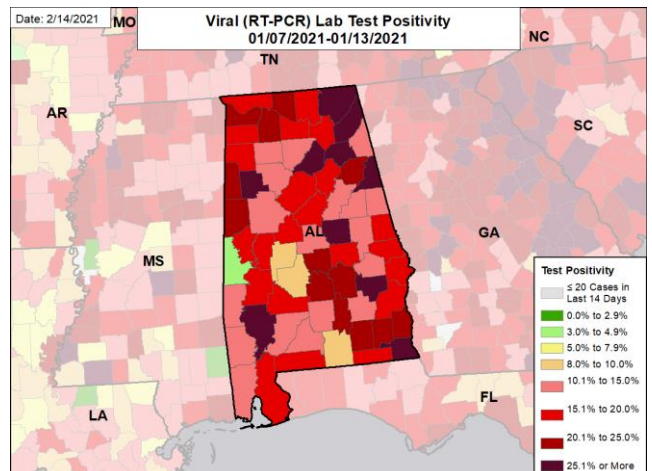 Date: 2/14/2021
Viral (RT-PCR) Lab Test Positivity
01/07/2021-01/13/2021
MO
NC
TN
AR
SC
AL
GA
MS
LA
FL
Test Positivity
≤ 20 Cases in
Last 14 Days
0.0% to 2.9%
3.0% to 4.9%
5.0% to 7.9%
8.0% to 10.0%
10.1% to 15.0%
15.1% to 20.0%
20.1% to 25.0%
25.1% or More